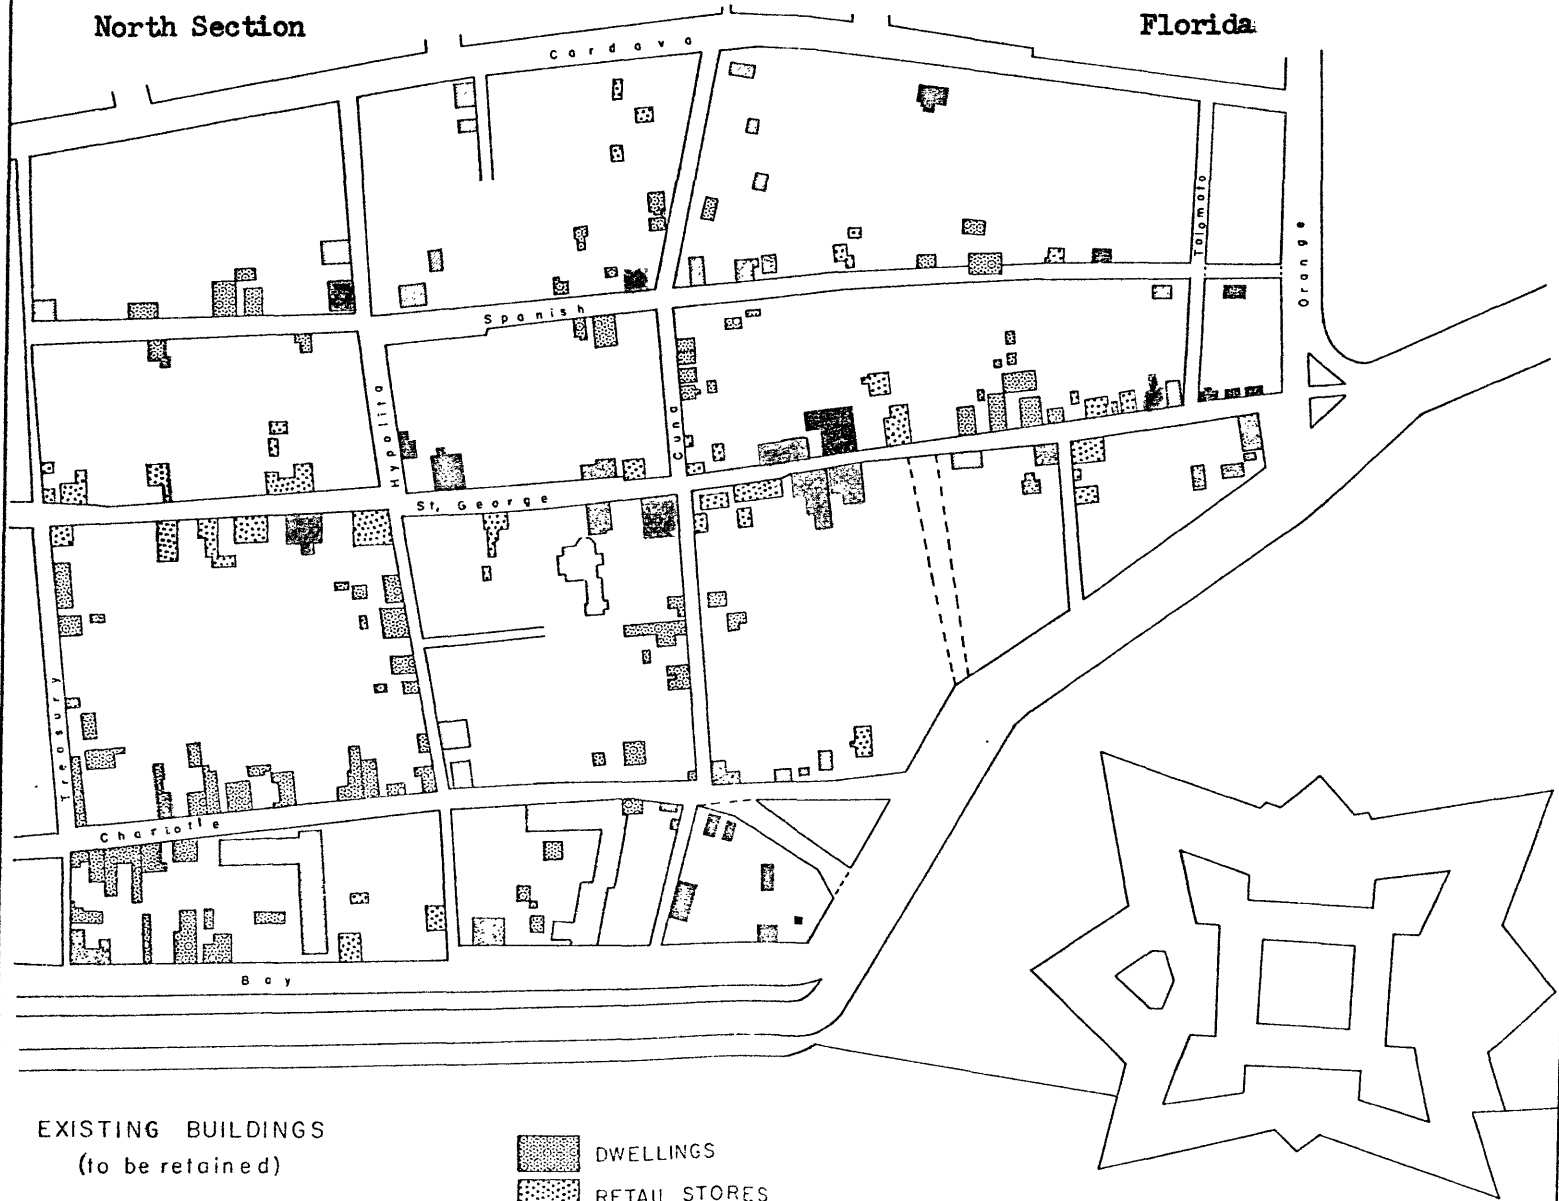 North Section
Florida
Cordova
Tolomato
Orange
Spanish
Hypolita
Cuna
St. George
Treasury
Charlotte
Bay
EXISTING BUILDINGS
(to be retained)
DWELLINGS
RETAIL STORES